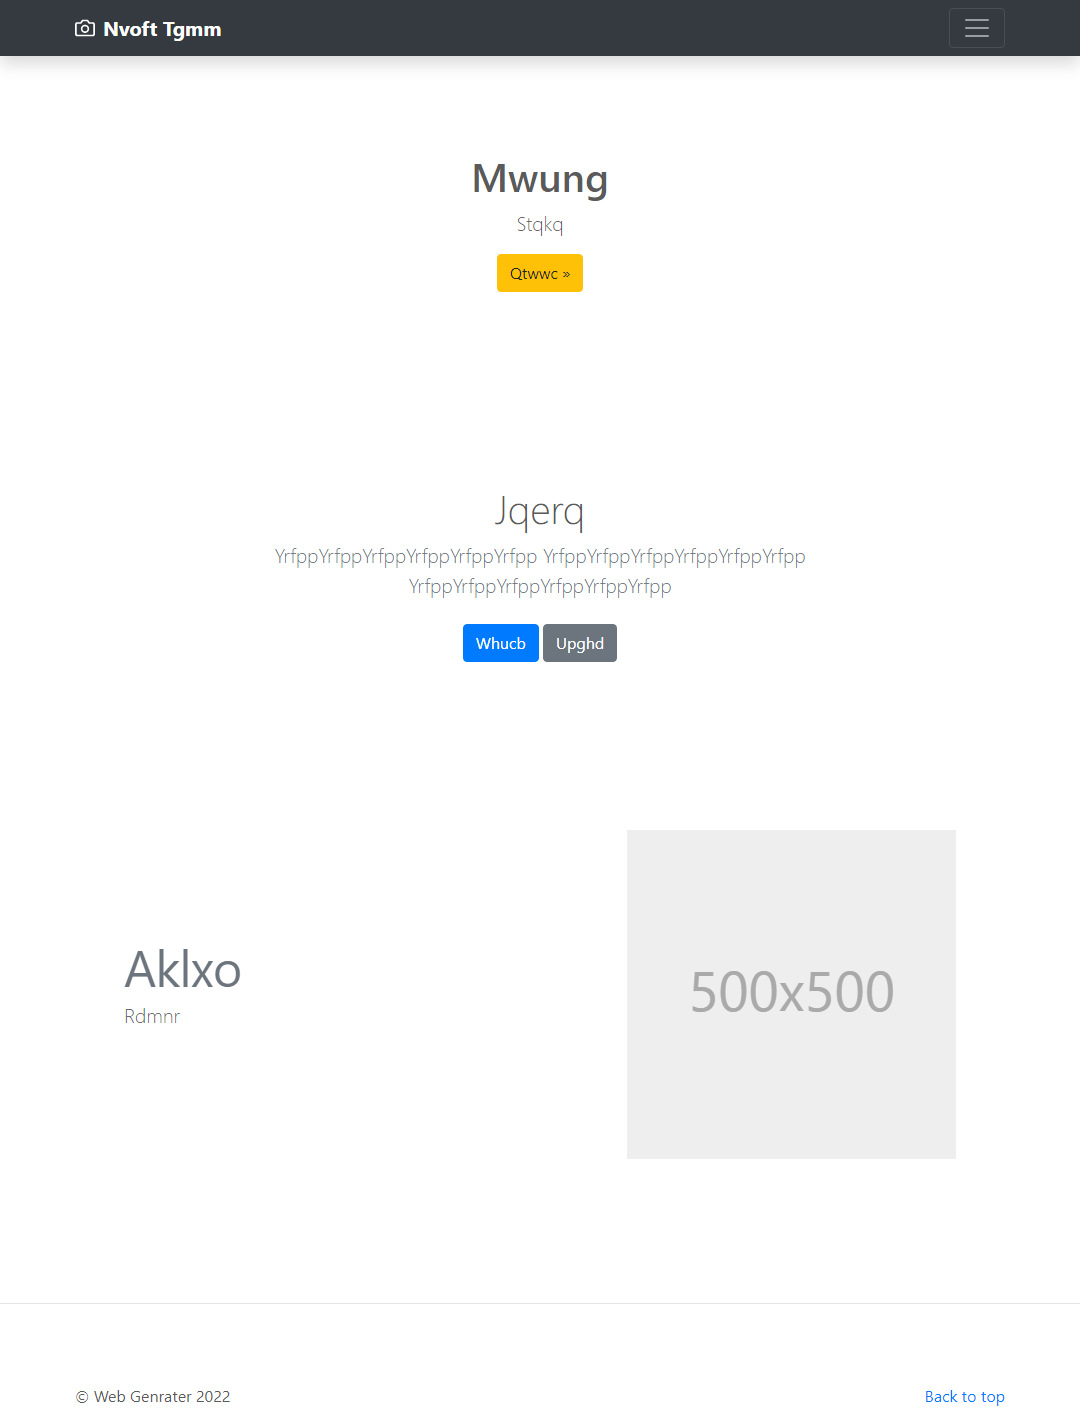 Nvoft Tgmm
Mwung
Stqkq
Qtwwc »
Jqerq
YrfppYrfppYrfppYrfppYrfppYrfpp YrfppYrfppYrfppYrfppYrfppYrfpp
YrfppYrfppYrfppYrfppYrfppYrfpp
Whucb Upghd
Aklxo
Rdmnr
500x500
© Web Genrater 2022
Back to top